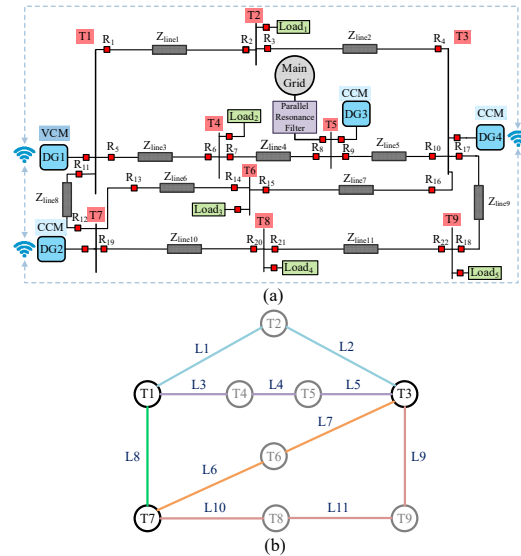 T1 R1 Zline1 R2 T2 R3 Load1 Zline2 R4 T3
Main Grid
Parallel Resonance Filter
CCM
DG3
T5
T4
Load2
VCM
DG1
R11
R5 Zline3 R6 R7 Zline4 R8 R9 Zline5 R10 R17
CCM
DG4
Zline8
R13 Zline6 R14 T6 R15 Zline7 R16
Zline9
R12 T7
CCM
DG2
Load3
T8
T9
R19 Zline10 R20 R21 Zline11 R22 R18
Load4
Load5
(a)
T2
L1 L2
T1 L3 T4 L4 T5 L5 T3
L7
L8 T6 L9
L6
T7 L10 T8 L11 T9
(b)